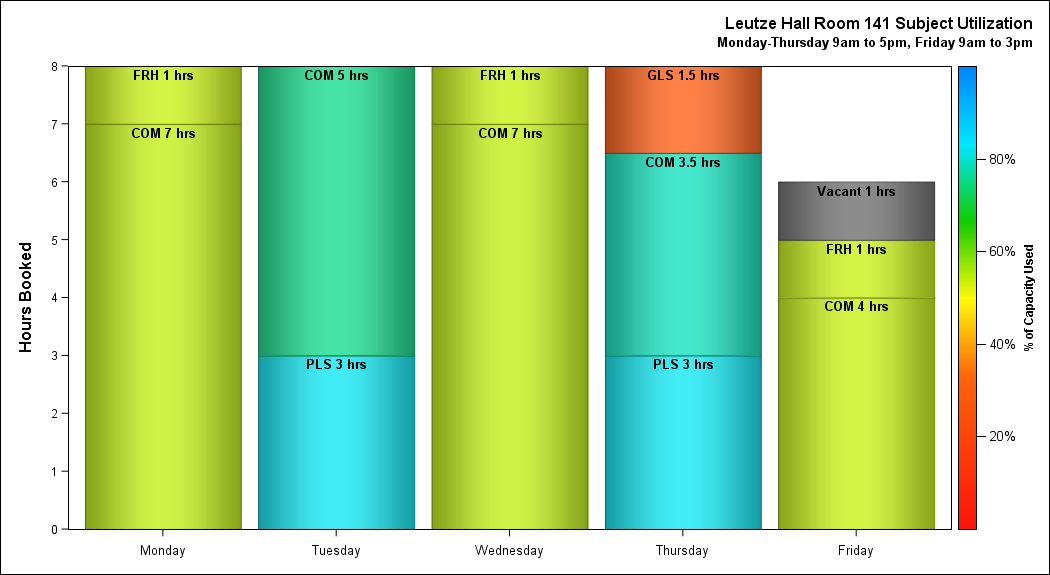 Leutze Hall Room 141 Subject Utilization
Monday-Thursday 9am to 5pm, Friday 9am to 3pm
Hours Booked
8
7
6
5
4
3
2
1
0
FRH 1 hrs
COM 7 hrs
COM 5 hrs
PLS 3 hrs
FRH 1 hrs
COM 7 hrs
GLS 1.5 hrs
COM 3.5 hrs
PLS 3 hrs
Vacant 1 hrs
FRH 1 hrs
COM 4 hrs
Monday
Tuesday
Wednesday
Thursday
Friday
80%
60%
40%
20%
% of Capacity Used